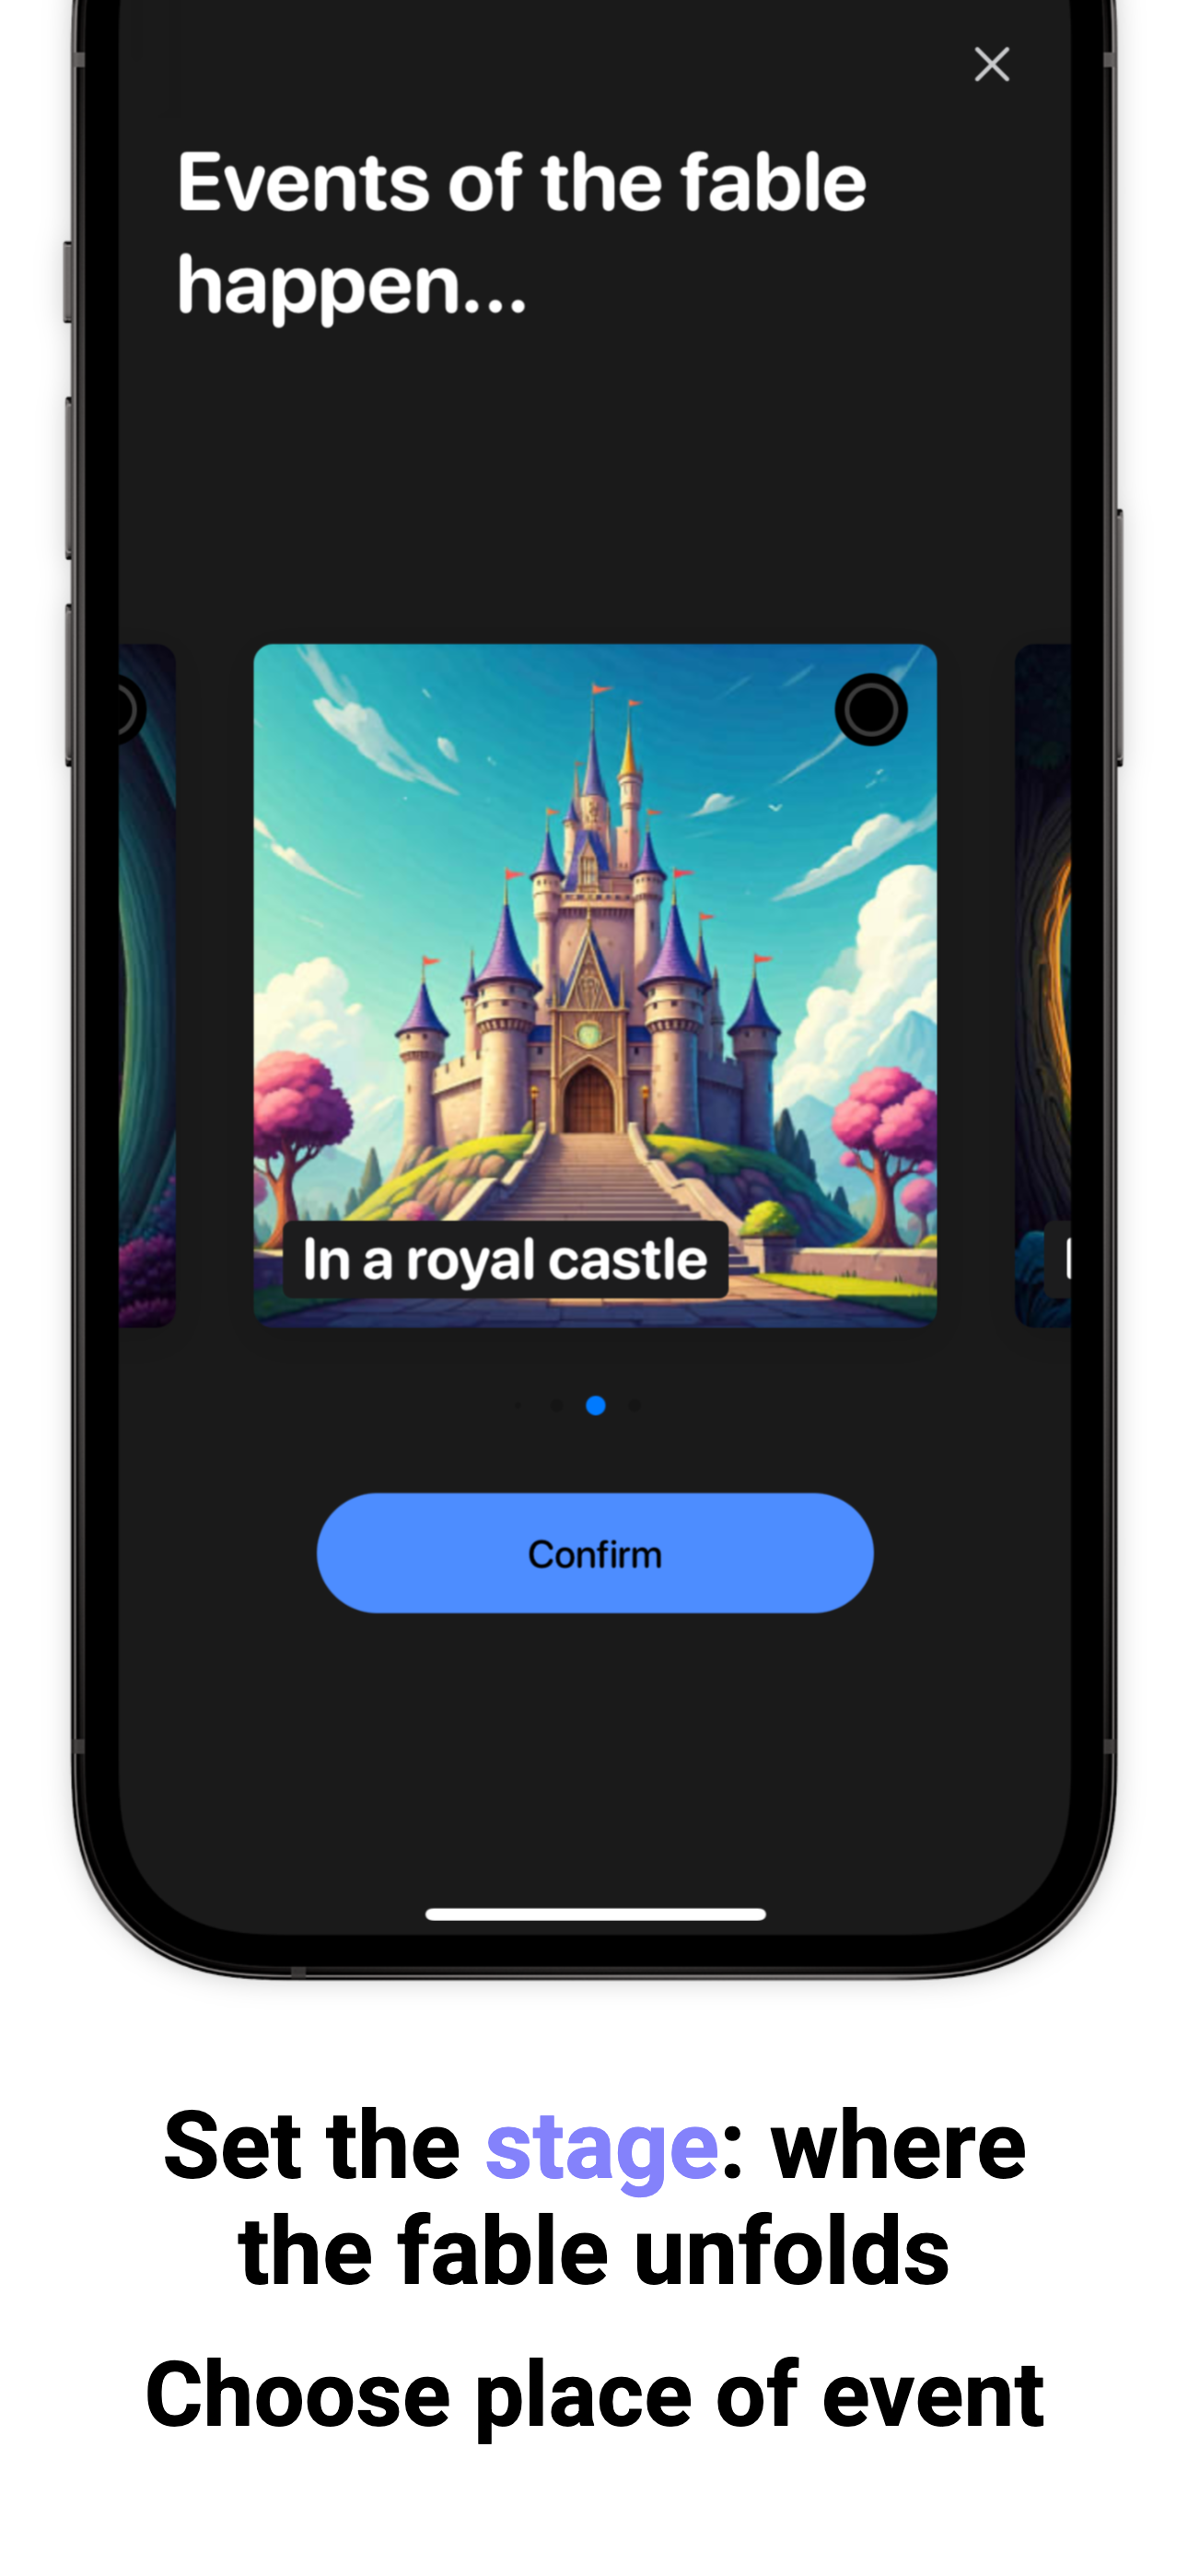 Events of the fable
happen...
In a royal castle
Confirm
Set the stage: where
the fable unfolds
Choose place of event